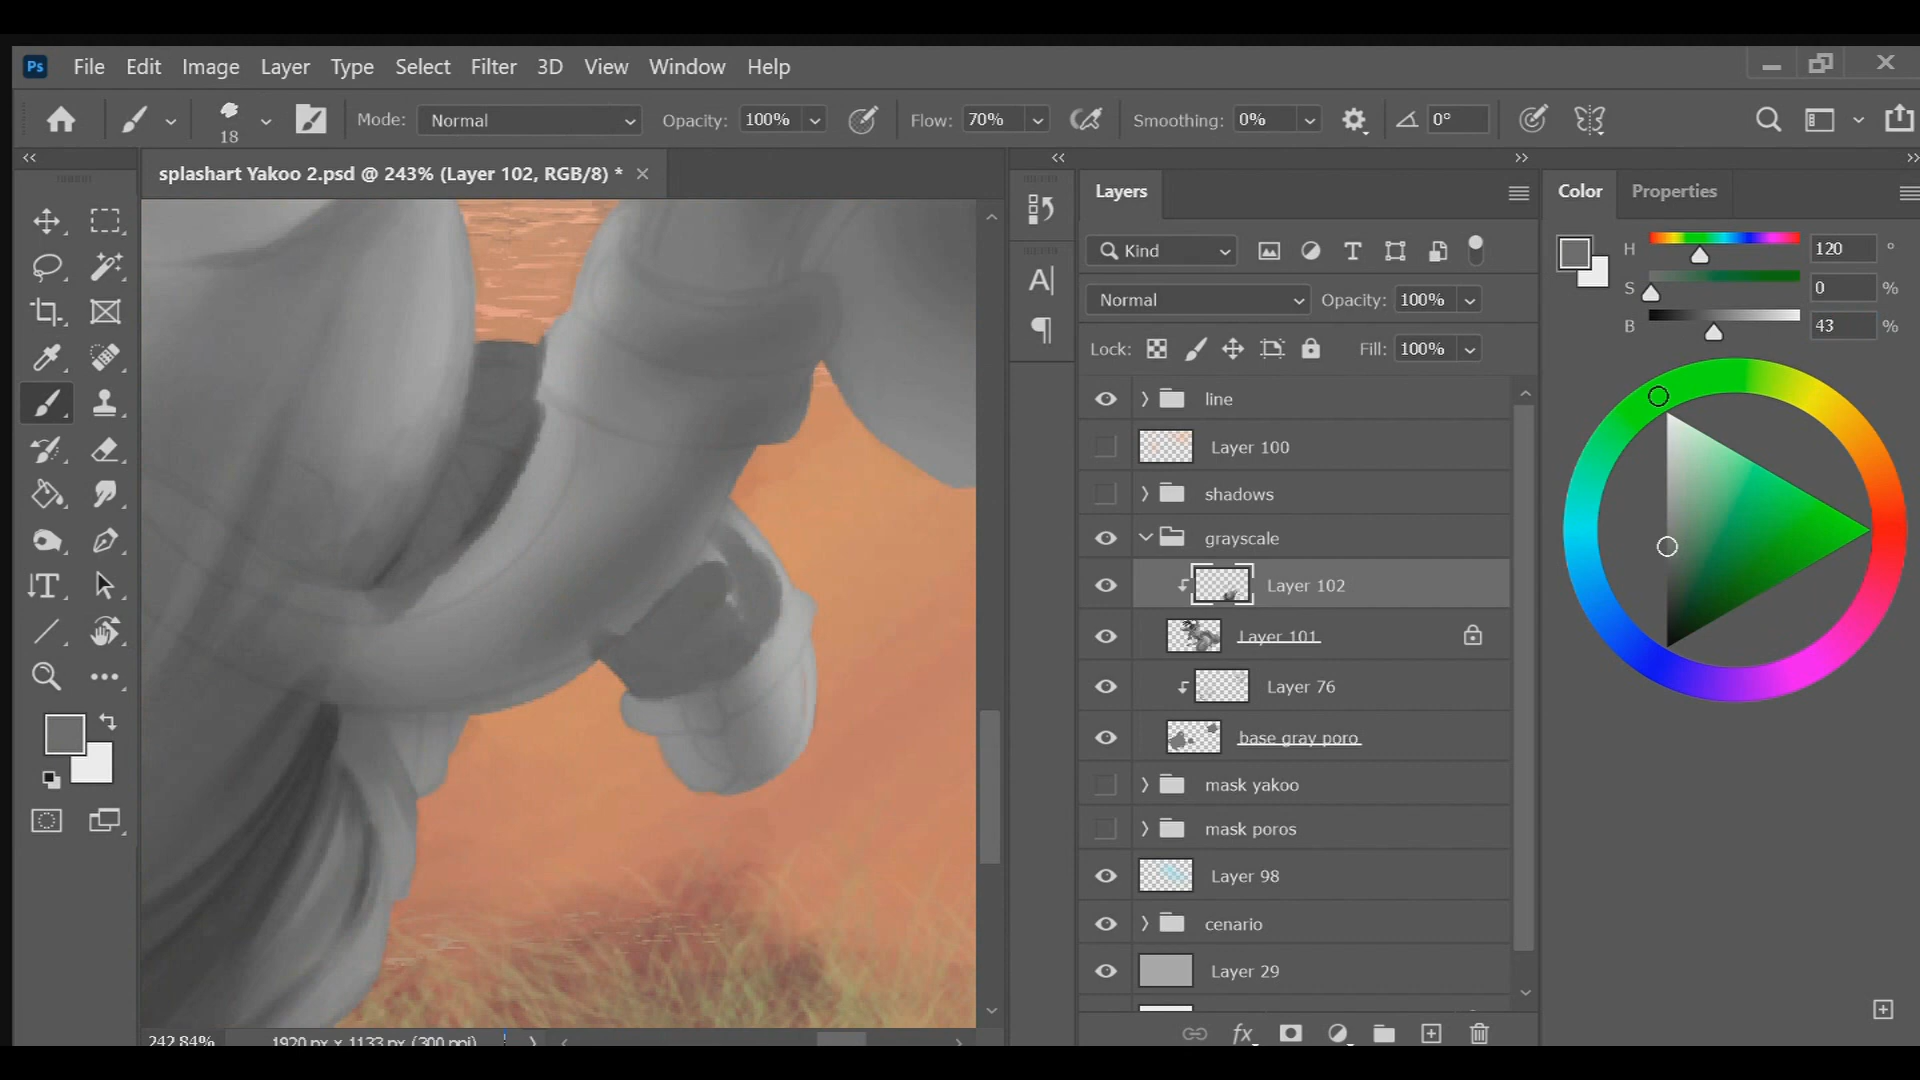 Ps File Edit Image Layer Type Select Filter 3D View Window Help
18 Mode: Normal Opacity: 100% Flow: 70% Smoothing: 0% 0°
splashart Yakoo 2.psd @ 243% (Layer 102, RGB/8) *
Layers
Color Properties
Kind
H 120 °
Normal Opacity: 100%
S 0 %
B 43 %
Lock: Fill: 100%
line
Layer 100
shadows
grayscale
Layer 102
Layer 101
Layer 76
base gray poro
mask yakoo
mask poros
Layer 98
cenario
Layer 29
fx
242.84% 1920 px x 1133 px (300 ppi)